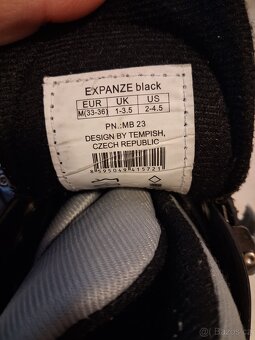 EXPANZE black
EUR UK US
M(33-36) 1-3,5 2-4,5
PN.:MB 23
DESIGN BY TEMPISH,
CZECH REPUBLIC